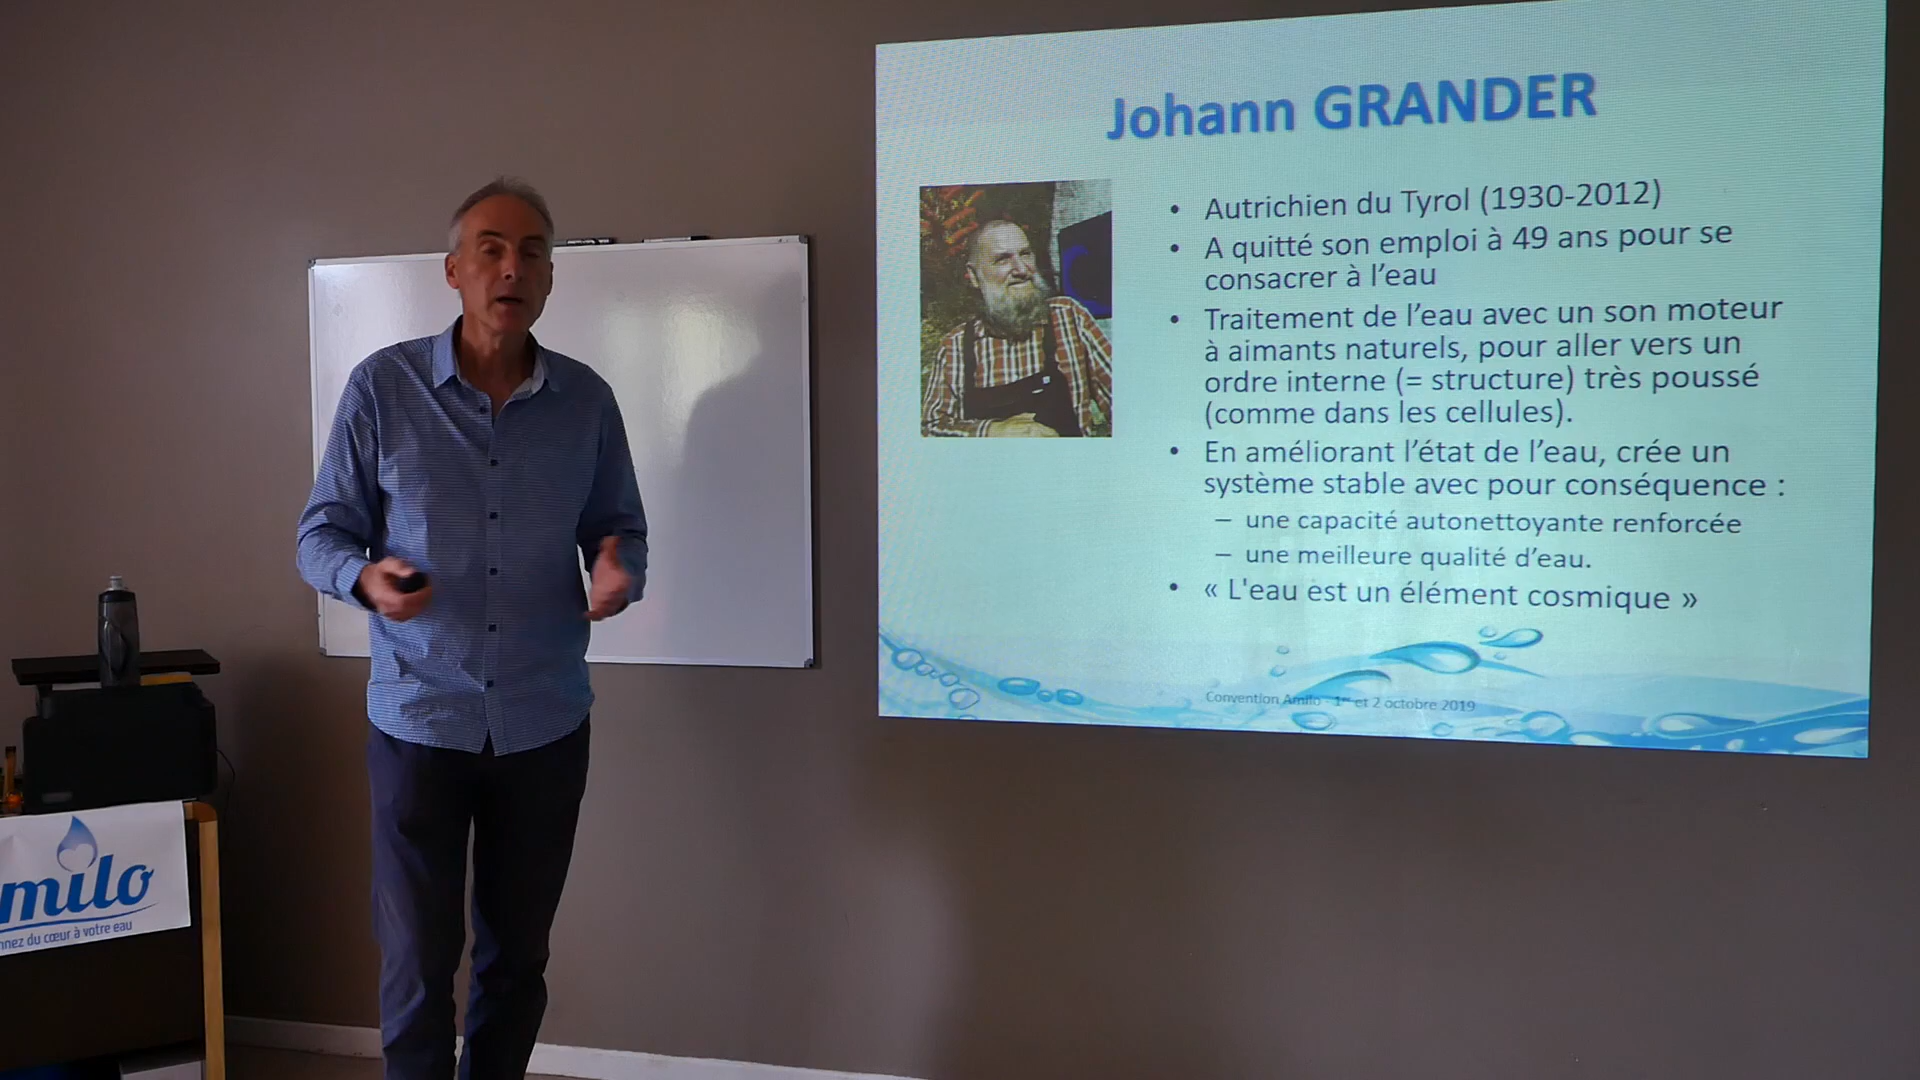 Johann GRANDER
• Autrichien du Tyrol (1930-2012)
• A quitté son emploi à 49 ans pour se
consacrer à l'eau
• Traitement de l'eau avec un son moteur
à aimants naturels, pour aller vers un
ordre interne (= structure) très poussé
(comme dans les cellules).
• En améliorant l'état de l'eau, crée un
système stable avec pour conséquence :
– une capacité autonettoyante renforcée
– une meilleure qualité d'eau.
• « L'eau est un élément cosmique »
Convention Amilo - 1er et 2 octobre 2019
milo
nnez du cœur à votre eau